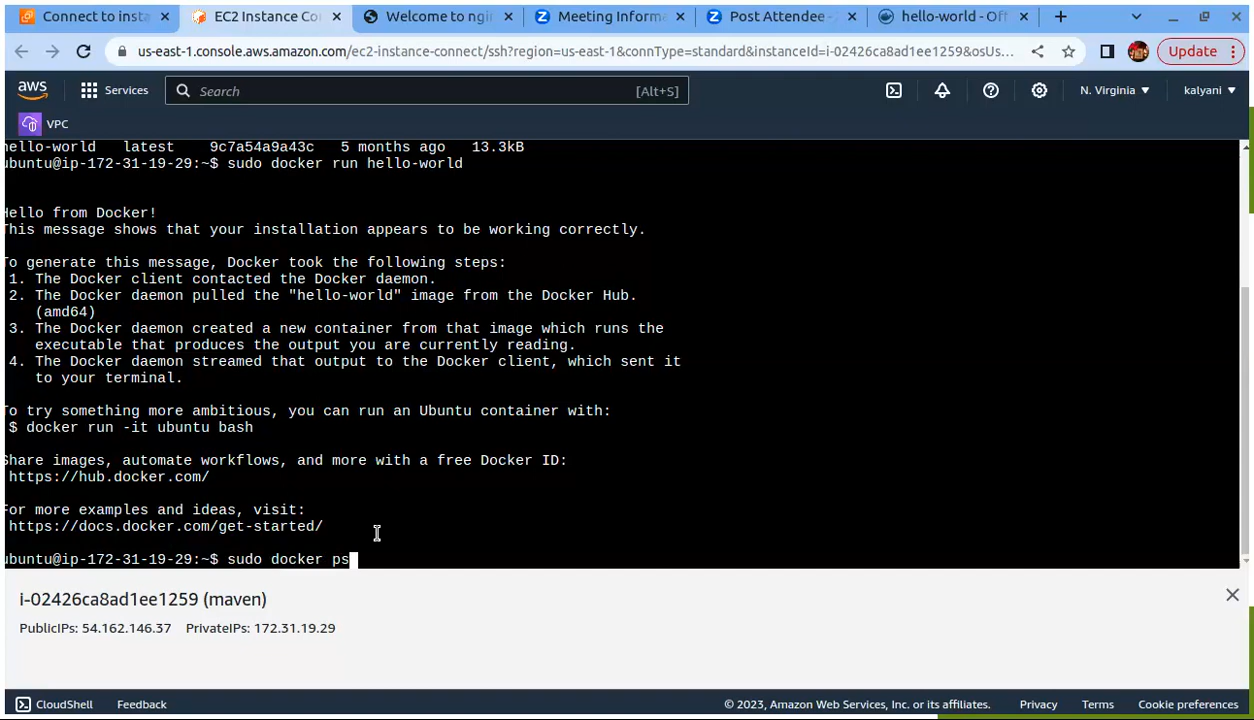 Connect to insta
EC2 Instance Co
Welcome to ngi
Meeting Informa
Post Attendee -
hello-world - Off
us-east-1.console.aws.amazon.com/ec2-instance-connect/ssh?region=us-east-1&connType=standard&instanceId=i-02426ca8ad1ee1259&osUs...
Update
aws
Services
Search
[Alt+S]
N. Virginia
kalyani
VPC
hello-world latest 9c7a54a9a43c 5 months ago 13.3kB
ubuntu@ip-172-31-19-29:~$ sudo docker run hello-world
Hello from Docker!
This message shows that your installation appears to be working correctly.
To generate this message, Docker took the following steps:
1. The Docker client contacted the Docker daemon.
2. The Docker daemon pulled the "hello-world" image from the Docker Hub.
(amd64)
3. The Docker daemon created a new container from that image which runs the
executable that produces the output you are currently reading.
4. The Docker daemon streamed that output to the Docker client, which sent it
to your terminal.
To try something more ambitious, you can run an Ubuntu container with:
$ docker run -it ubuntu bash
Share images, automate workflows, and more with a free Docker ID:
https://hub.docker.com/
For more examples and ideas, visit:
https://docs.docker.com/get-started/
ubuntu@ip-172-31-19-29:~$ sudo docker ps
i-02426ca8ad1ee1259 (maven)
PublicIPs: 54.162.146.37 PrivateIPs: 172.31.19.29
CloudShell
Feedback
© 2023, Amazon Web Services, Inc. or its affiliates.
Privacy
Terms
Cookie preferences